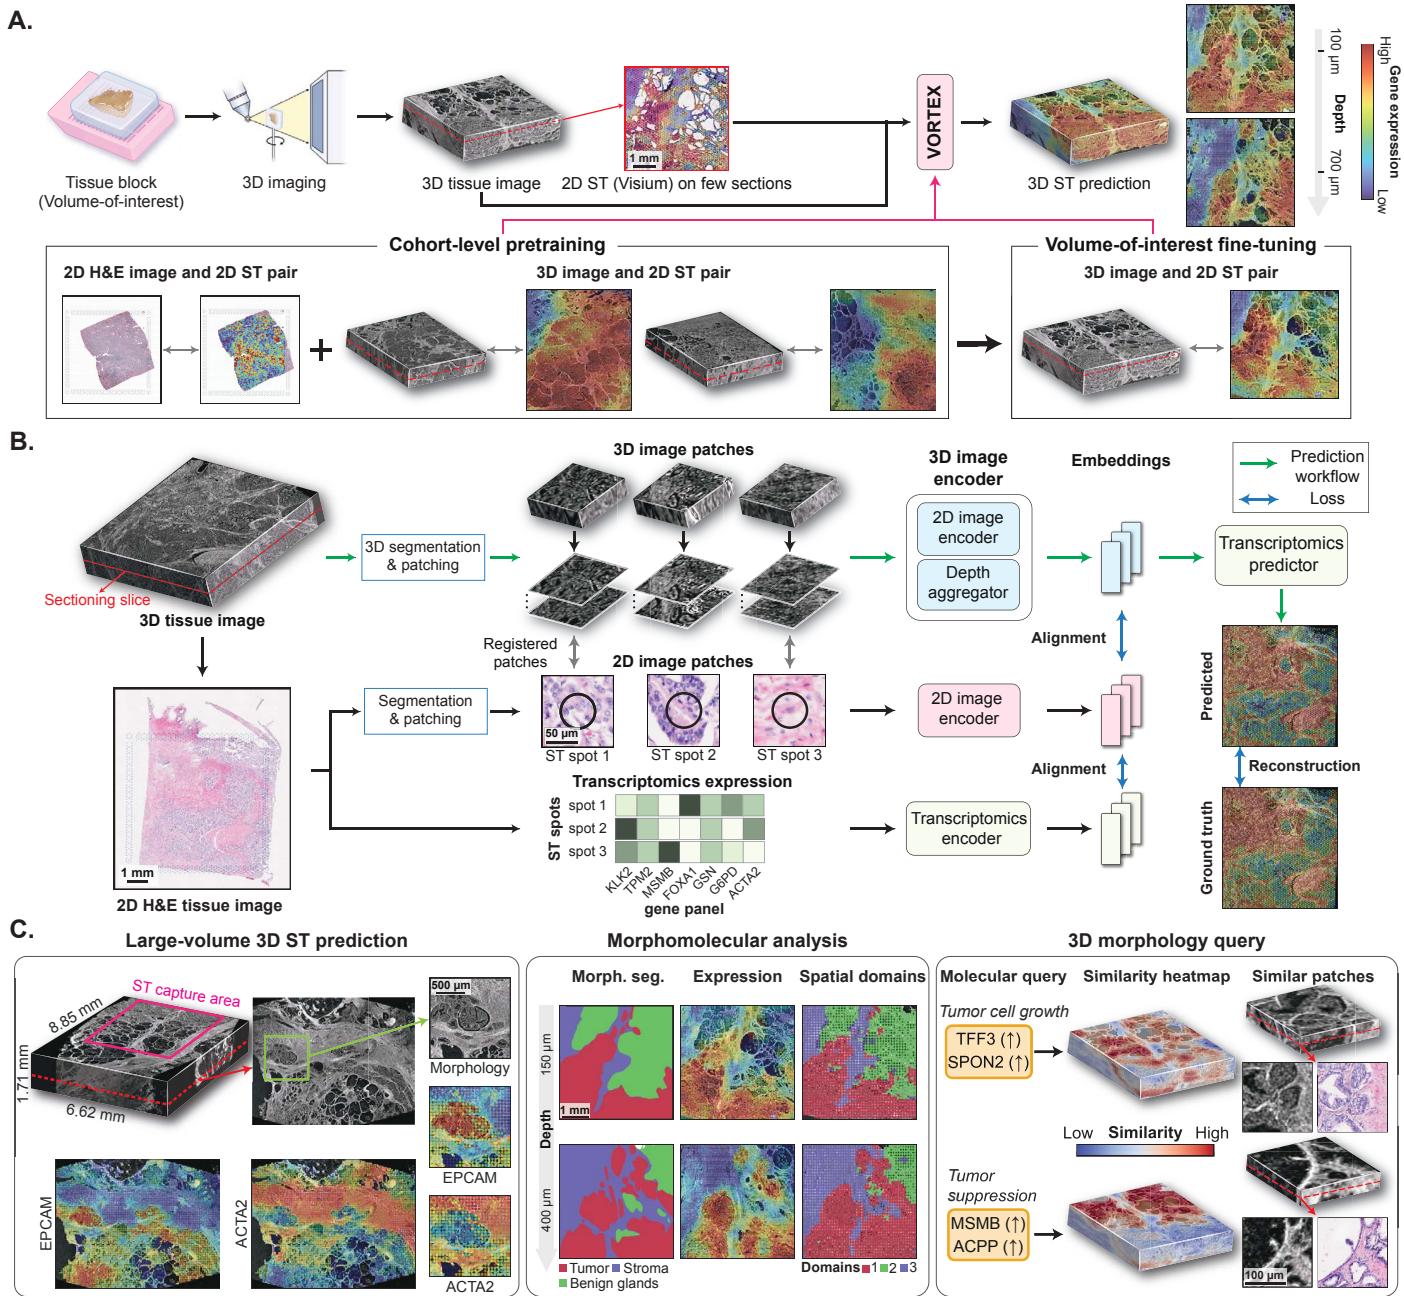 A.
Tissue block
(Volume-of-interest)
3D imaging
3D tissue image
1 mm
2D ST (Visium) on few sections
VORTEX
3D ST prediction
100 µm
Depth
700 µm
High
Gene expression
Low
Cohort-level pretraining
2D H&E image and 2D ST pair
3D image and 2D ST pair
Volume-of-interest fine-tuning
3D image and 2D ST pair
B.
Sectioning slice
3D tissue image
3D segmentation
& patching
3D image patches
3D image
encoder
2D image
encoder
Depth
aggregator
Embeddings
Prediction
workflow
Loss
Transcriptomics
predictor
Registered
patches
2D image patches
Alignment
Segmentation
& patching
50 µm
ST spot 1
ST spot 2
ST spot 3
2D image
encoder
Predicted
Alignment
Reconstruction
Transcriptomics expression
ST spots
spot 1
spot 2
spot 3
KLK2
TPM2
MSMB
FOXA1
GSN
G6PD
ACTA2
gene panel
Transcriptomics
encoder
Ground truth
1 mm
2D H&E tissue image
C.
Large-volume 3D ST prediction
ST capture area
8.85 mm
1.71 mm
6.62 mm
500 µm
Morphology
EPCAM
ACTA2
EPCAM
ACTA2
Morphomolecular analysis
Morph. seg.
Expression
Spatial domains
150 µm
Depth
400 µm
1 mm
Tumor
Stroma
Benign glands
Domains
1
2
3
3D morphology query
Molecular query
Similarity heatmap
Similar patches
Tumor cell growth
TFF3 (↑)
SPON2 (↑)
Low
Similarity
High
Tumor
suppression
MSMB (↑)
ACPP (↑)
100 µm